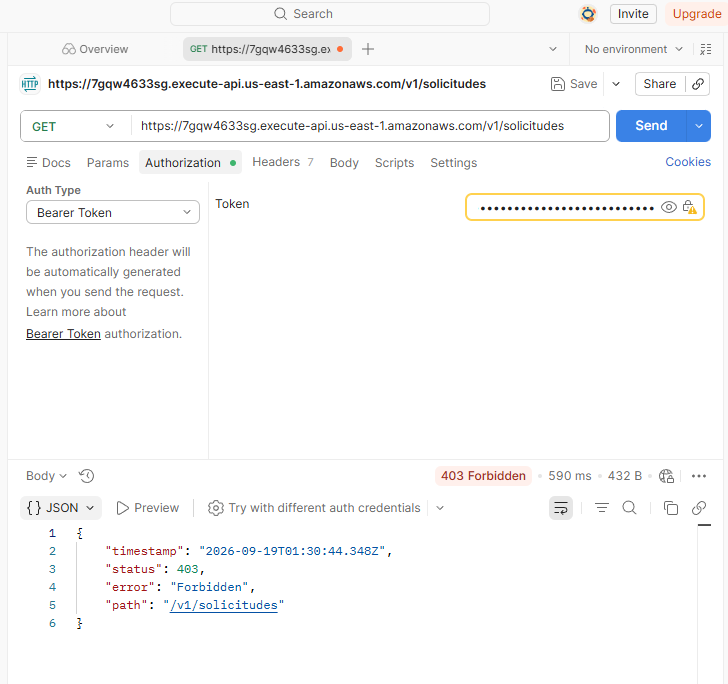 Search
Invite
Upgrade
Overview
GET https://7gqw4633sg.ex
No environment
HTTP https://7gqw4633sg.execute-api.us-east-1.amazonaws.com/v1/solicitudes
Save
Share
GET
https://7gqw4633sg.execute-api.us-east-1.amazonaws.com/v1/solicitudes
Send
Docs Params Authorization Headers 7 Body Scripts Settings
Cookies
Auth Type
Bearer Token
Token
The authorization header will
be automatically generated
when you send the request.
Learn more about
Bearer Token authorization.
Body
403 Forbidden • 590 ms • 432 B
{} JSON
Preview
Try with different auth credentials
1 {
2 "timestamp": "2026-09-19T01:30:44.348Z",
3 "status": 403,
4 "error": "Forbidden",
5 "path": "/v1/solicitudes"
6 }